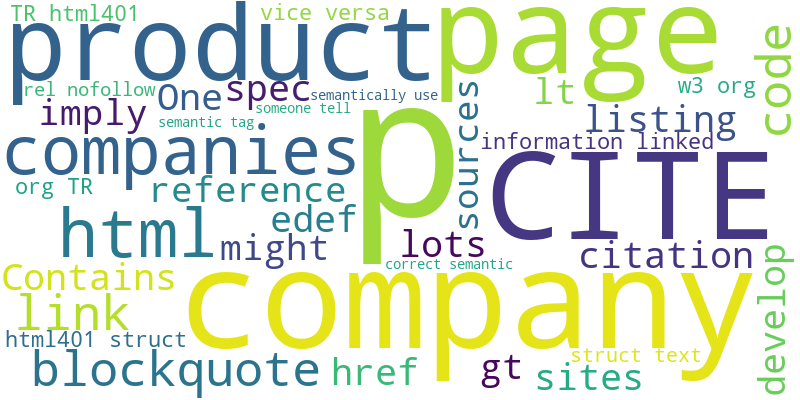 TR html401
vice versa
product
page
code
rel nofollow
One
spec
semantically use
lt
w3 org
imply
someone tell
semantic tag
p
sources
listing
companies
information linked
CITE
org TR
reference
edef
html
might
lots
citation
Contains
correct semantic
link
company
develop
html401 struct
struct text
blockquote
href
gt
sites